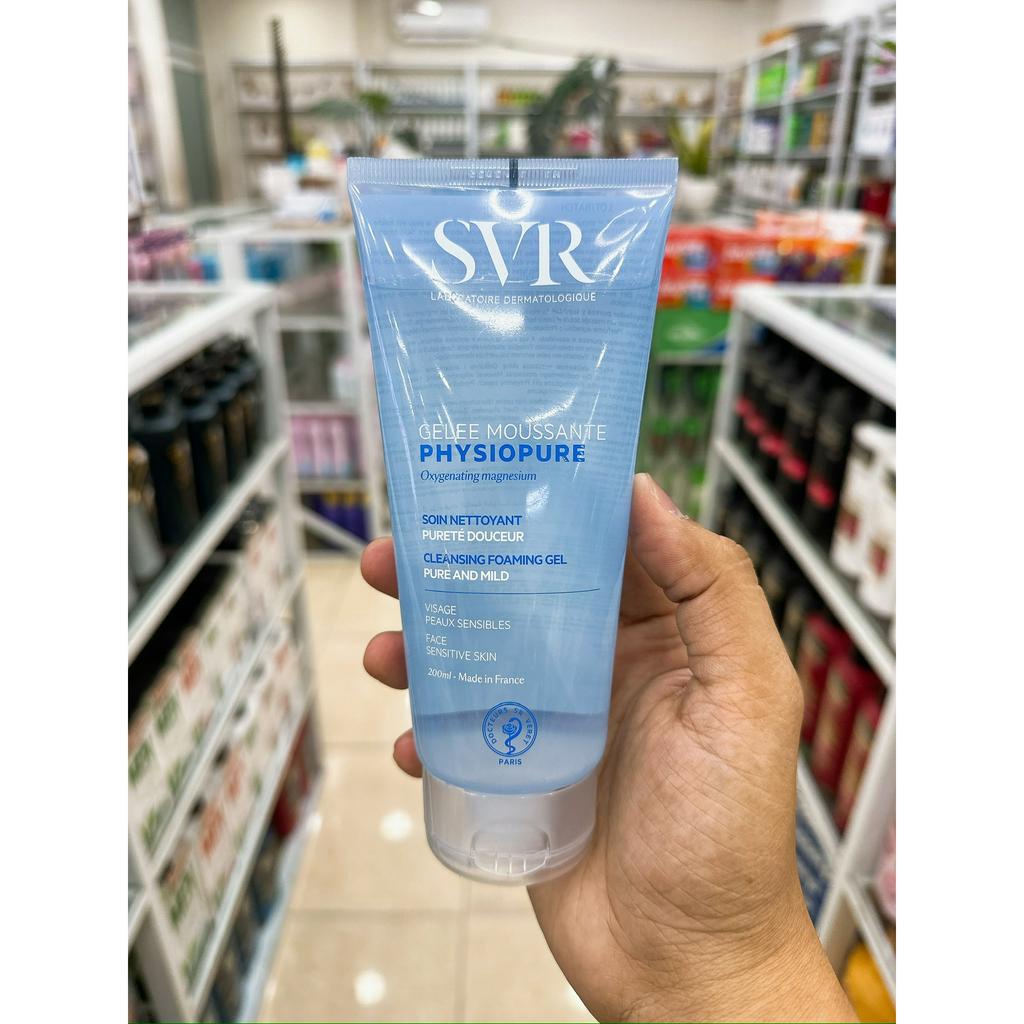 SVR
LABORATOIRE DERMATOLOGIQUE
GELEE MOUSSANTE
PHYSIOPURE
Oxygenating magnesium
SOIN NETTOYANT
PURETÉ DOUCEUR
CLEANSING FOAMING GEL
PURE AND MILD
VISAGE
PEAUX SENSIBLES
FACE
SENSITIVE SKIN
200ml - Made in France
DOCTEURS SR VERET
PARIS